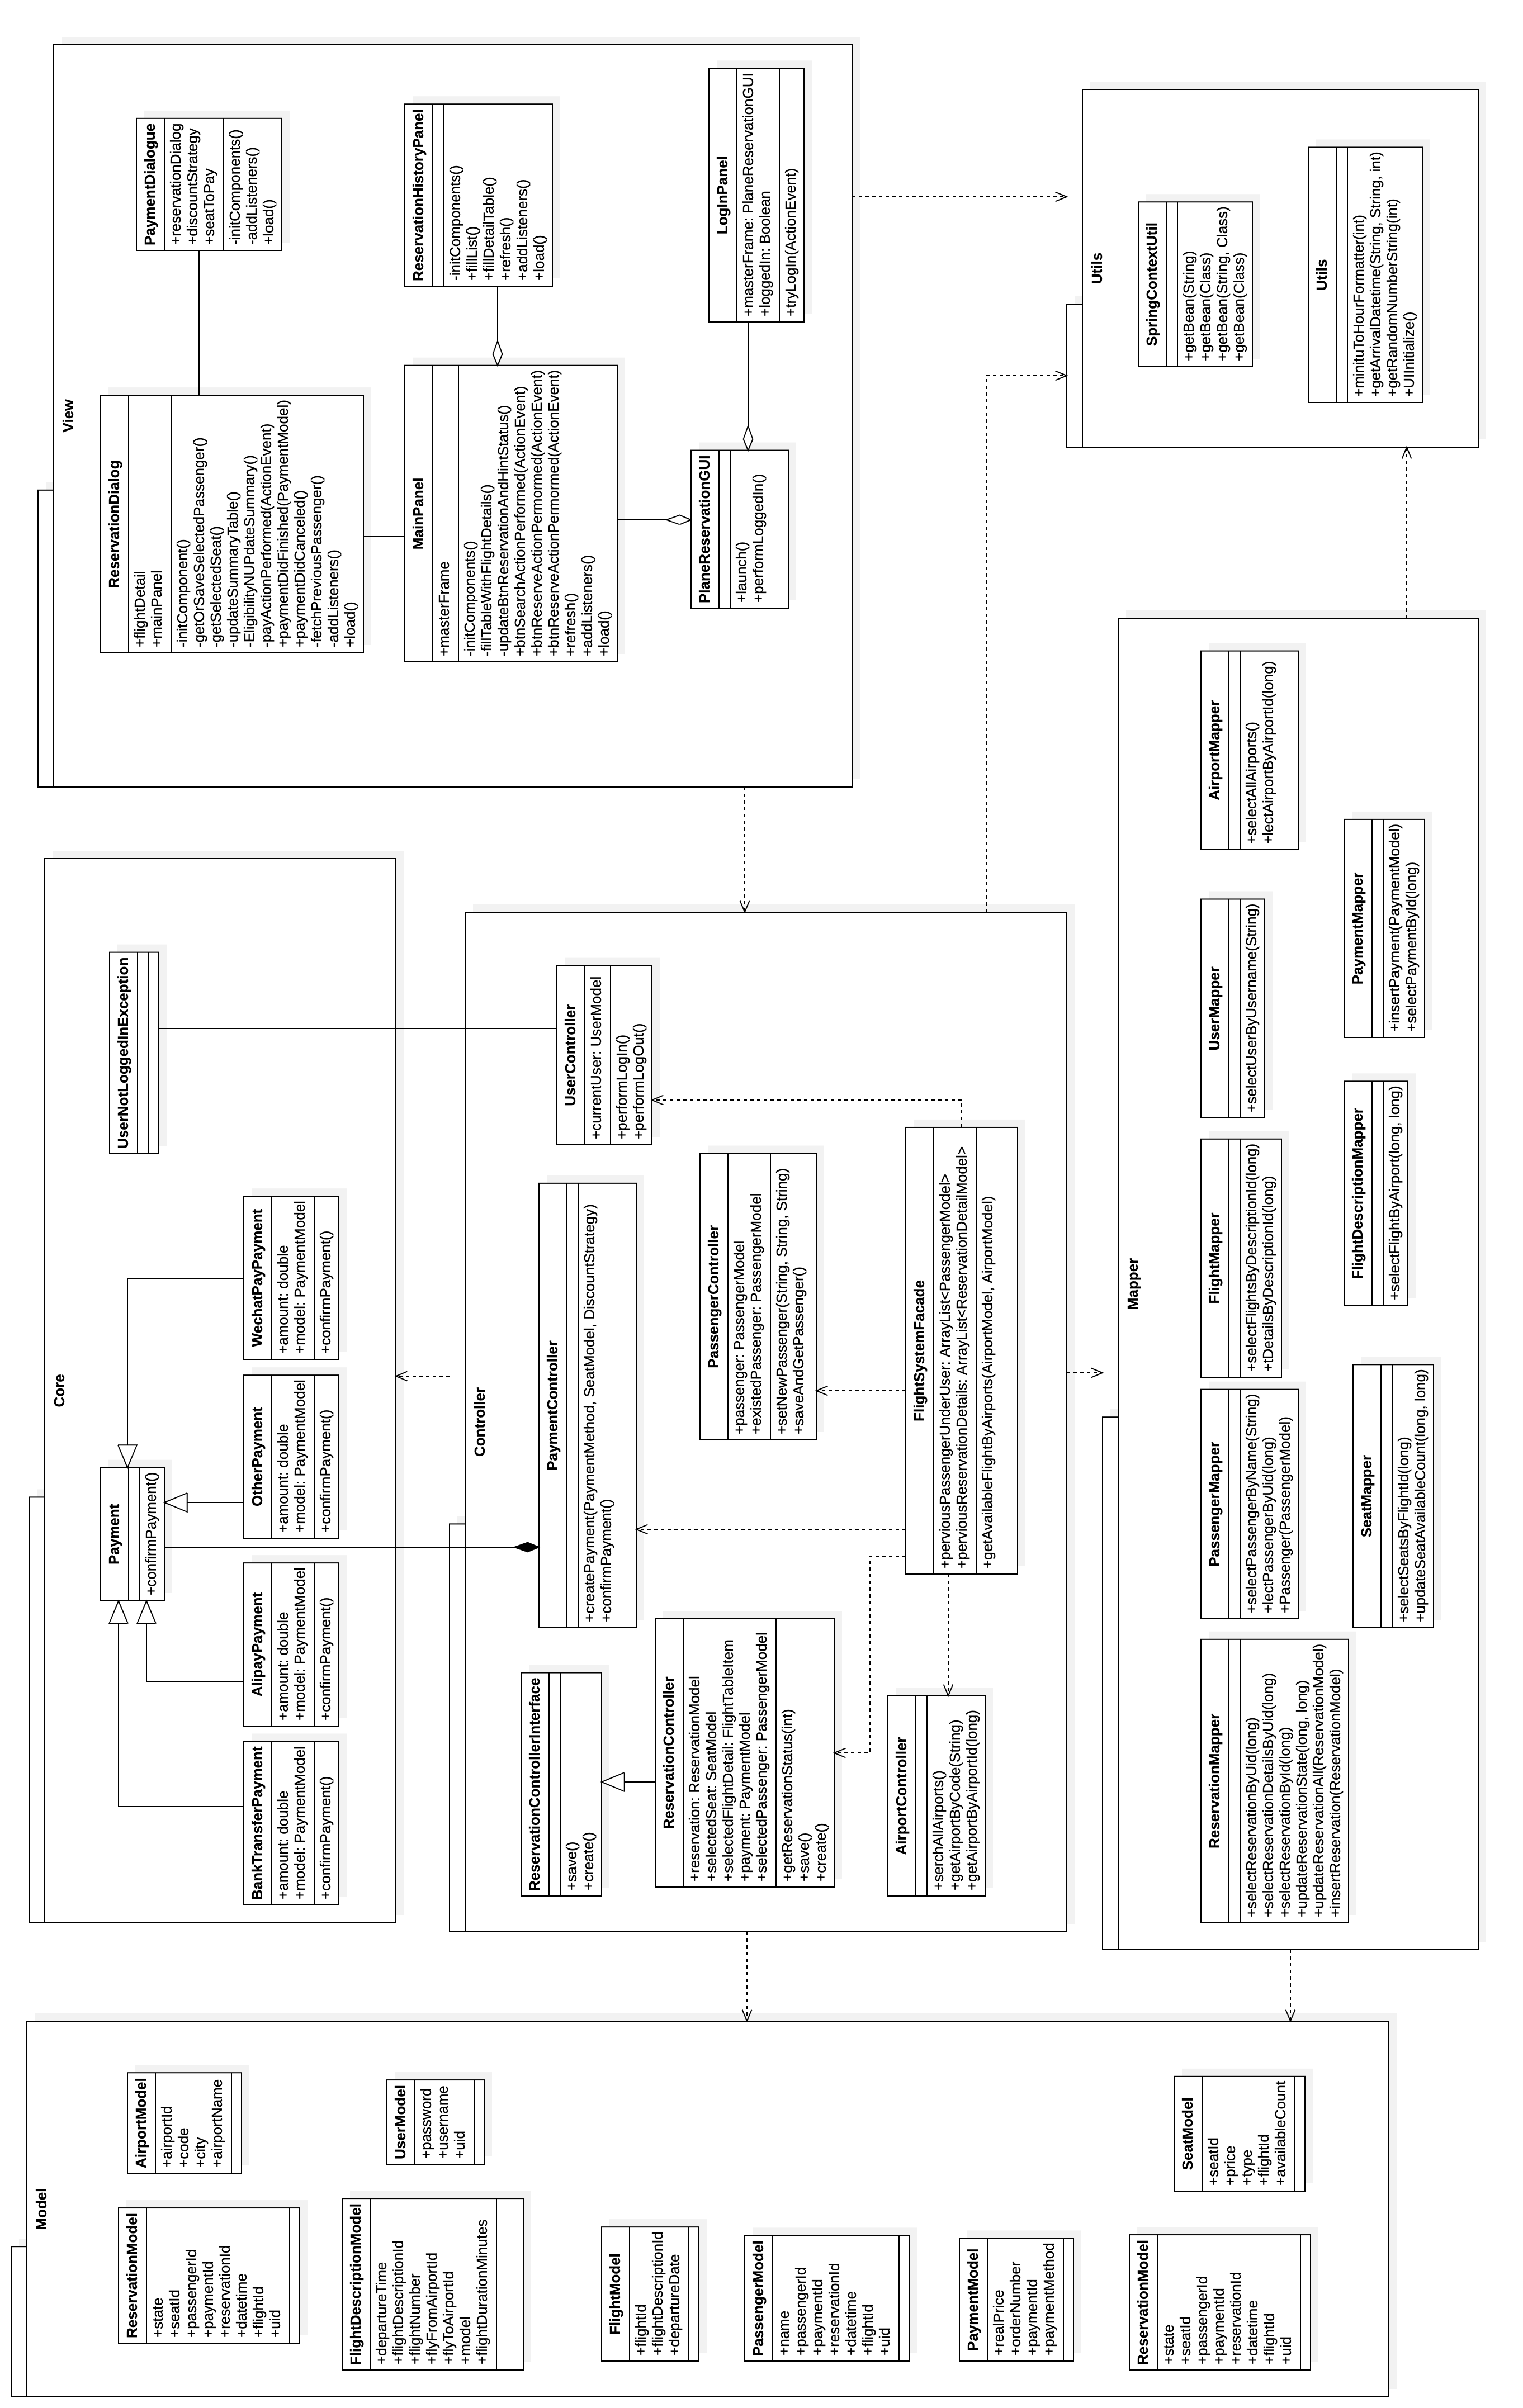 Model
ReservationModel
+state
+seatId
+passengerId
+paymentId
+reservationId
+datetime
+flightId
+uid
AirportModel
+airportId
+code
+city
+airportName
FlightDescriptionModel
+departureTime
+flightDescriptionId
+flightNumber
+flyFromAirportId
+flyToAirportId
+model
+flightDurationMinutes
UserModel
+password
+username
+uid
FlightModel
+flightId
+flightDescriptionId
+departureDate
PassengerModel
+name
+passengerId
+paymentId
+reservationId
+datetime
+flightId
+uid
PaymentModel
+realPrice
+orderNumber
+paymentId
+paymentMethod
ReservationModel
+state
+seatId
+passengerId
+paymentId
+reservationId
+datetime
+flightId
+uid
SeatModel
+seatId
+price
+type
+flightId
+availableCount
Core
Payment
+confirmPayment()
UserNotLoggedInException
BankTransferPayment
+amount: double
+model: PaymentModel
+confirmPayment()
AlipayPayment
+amount: double
+model: PaymentModel
+confirmPayment()
OtherPayment
+amount: double
+model: PaymentModel
+confirmPayment()
WechatPayPayment
+amount: double
+model: PaymentModel
+confirmPayment()
Controller
ReservationControllerInterface
+save()
+create()
PaymentController
+createPayment(PaymentMethod, SeatModel, DiscountStrategy)
+confirmPayment()
UserController
+currentUser: UserModel
+performLogIn()
+performLogOut()
ReservationController
+reservation: ReservationModel
+selectedSeat: SeatModel
+selectedFlightDetail: FlightTableItem
+payment: PaymentModel
+selectedPassenger: PassengerModel
+getReservationStatus(int)
+save()
+create()
PassengerController
+passenger: PassengerModel
+existedPassenger: PassengerModel
+setNewPassenger(String, String, String)
+saveAndGetPassenger()
AirportController
+serchAllAirports()
+getAirportByCode(String)
+getAirportByAirportId(long)
FlightSystemFacade
+perviousPassengerUnderUser: ArrayList<PassengerModel>
+perviousReservationDetails: ArrayList<ReservationDetailModel>
+getAvailableFlightByAirports(AirportModel, AirportModel)
View
ReservationDialog
+flightDetail
+mainPanel
-initComponent()
-getOrSaveSelectedPassenger()
-getSelectedSeat()
-updateSummaryTable()
-EligibilityNUPdateSummary()
-payActionPerformed(ActionEvent)
+paymentDidFinished(PaymentModel)
+paymentDidCanceled()
-fetchPreviousPassenger()
-addListeners()
+load()
PaymentDialogue
+reservationDialog
+discountStrategy
+seatToPay
-initComponents()
-addListeners()
+load()
MainPanel
+masterFrame
-initComponents()
-fillTableWithFlightDetails()
-updateBtnReservationAndHintStatus()
+btnSearchActionPerformed(ActionEvent)
+btnReserveActionPermormed(ActionEvent)
+btnReserveActionPermormed(ActionEvent)
+refresh()
+addListeners()
+load()
ReservationHistoryPanel
-initComponents()
+fillList()
+fillDetailTable()
+refresh()
+addListeners()
+load()
PlaneReservationGUI
+launch()
+performLoggedIn()
LogInPanel
+masterFrame: PlaneReservationGUI
+loggedIn: Boolean
+tryLogIn(ActionEvent)
Mapper
ReservationMapper
+selectReservationByUid(long)
+selectReservationDetailsByUid(long)
+selectReservationById(long)
+updateReservationState(long, long)
+updateReservationAll(ReservationModel)
+insertReservation(ReservationModel)
PassengerMapper
+selectPassengerByName(String)
+lectPassengerByUid(long)
+Passenger(PassengerModel)
FlightMapper
+selectFlightsByDescriptionId(long)
+tDetailsByDescriptionId(long)
UserMapper
+selectUserByUsername(String)
AirportMapper
+selectAllAirports()
+lectAirportByAirportId(long)
SeatMapper
+selectSeatsByFlightId(long)
+updateSeatAvailableCount(long, long)
FlightDescriptionMapper
+selectFlightByAirport(long, long)
PaymentMapper
+insertPayment(PaymentModel)
+selectPaymentById(long)
Utils
SpringContextUtil
+getBean(String)
+getBean(Class)
+getBean(String, Class)
+getBean(Class)
Utils
+minituToHourFormatter(int)
+getArrivalDatetime(String, String, int)
+getRandomNumberString(int)
+UIInitialize()